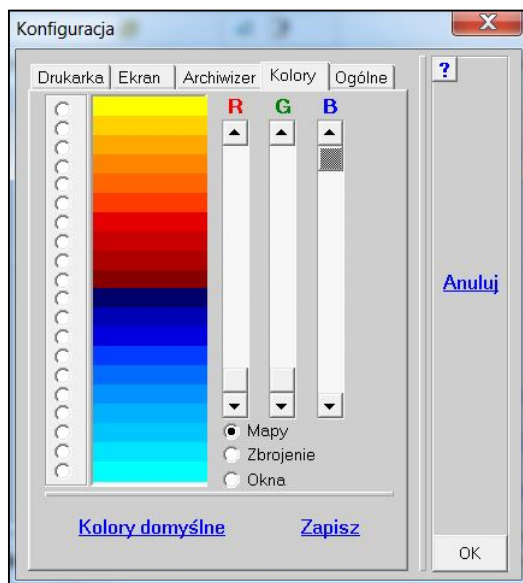 Konfiguracja
X
Drukarka Ekran Archiwizer Kolory Ogólne
?
R G B
Anuluj
Mapy
Zbrojenie
Okna
Kolory domyślne Zapisz
OK